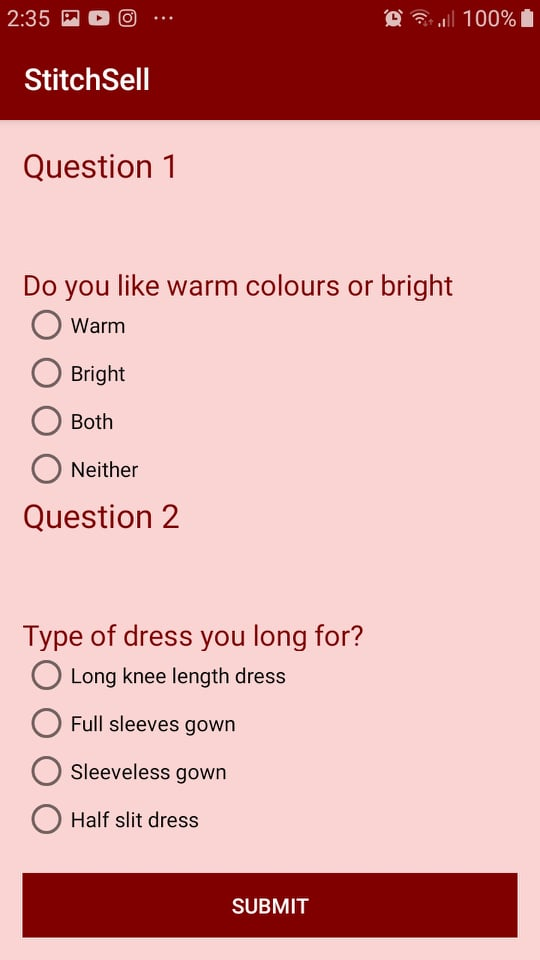 2:35 100%
StitchSell
Question 1
Do you like warm colours or bright
Warm
Bright
Both
Neither
Question 2
Type of dress you long for?
Long knee length dress
Full sleeves gown
Sleeveless gown
Half slit dress
SUBMIT